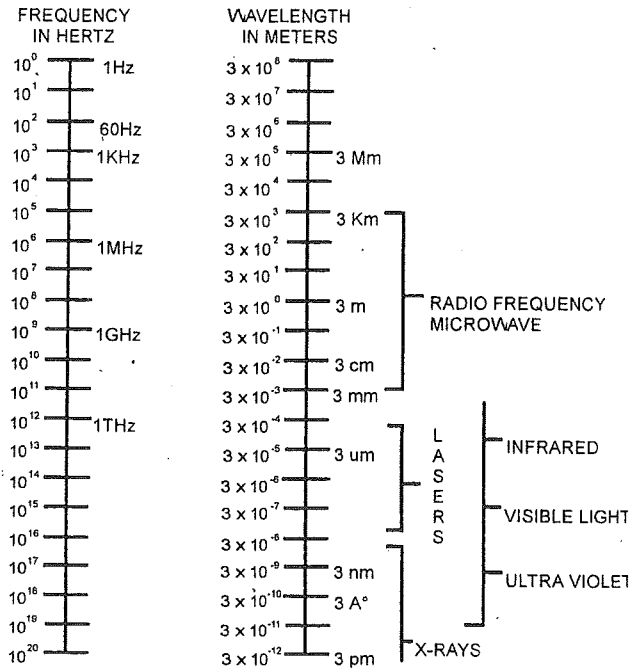 FREQUENCY
IN HERTZ
10⁰ 1Hz
10¹
10² 60Hz
10³ 1KHz
10⁴
10⁵
10⁶ 1MHz
10⁷
10⁸
10⁹ 1GHz
10¹⁰
10¹¹
10¹² 1THz
10¹³
10¹⁴
10¹⁵
10¹⁶
10¹⁷
10¹⁸
10¹⁹
10²⁰
WAVELENGTH
IN METERS
3 x 10⁸
3 x 10⁷
3 x 10⁶
3 x 10⁵ 3 Mm
3 x 10⁴
3 x 10³ 3 Km
3 x 10²
3 x 10¹
3 x 10⁰ 3 m
3 x 10⁻¹
3 x 10⁻² 3 cm
3 x 10⁻³ 3 mm
3 x 10⁻⁴
3 x 10⁻⁵ 3 um
3 x 10⁻⁶
3 x 10⁻⁷
3 x 10⁻⁸
3 x 10⁻⁹ 3 nm
3 x 10⁻¹⁰ 3 A°
3 x 10⁻¹¹
3 x 10⁻¹² 3 pm
RADIO FREQUENCY
MICROWAVE
LASERS
INFRARED
VISIBLE LIGHT
ULTRA VIOLET
X-RAYS